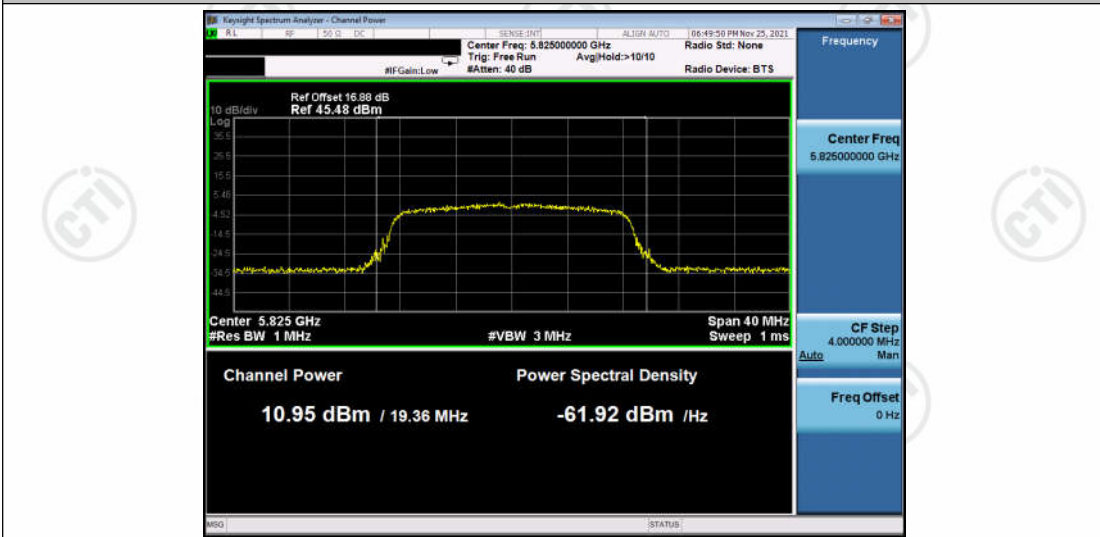 Keysight Spectrum Analyzer - Channel Power
RL RF 50 Ω DC SENSE:INT ALIGN AUTO 06:49:50 PM Nov 25, 2021
Center Freq: 5.825000000 GHz Radio Std: None
Trig: Free Run Avg|Hold:>10/10
#IFGain:Low #Atten: 40 dB Radio Device: BTS
Frequency
Ref Offset 16.88 dB
10 dB/div Ref 45.48 dBm
Log
35.5
25.5
15.5
5.48
-4.52
-14.5
-24.5
-34.5
-44.5
Center 5.825 GHz Span 40 MHz
#Res BW 1 MHz #VBW 3 MHz Sweep 1 ms
Channel Power Power Spectral Density
10.95 dBm / 19.36 MHz -61.92 dBm /Hz
Center Freq
5.825000000 GHz
CF Step
4.000000 MHz
Auto Man
Freq Offset
0 Hz
MSG STATUS
CTI
CTI